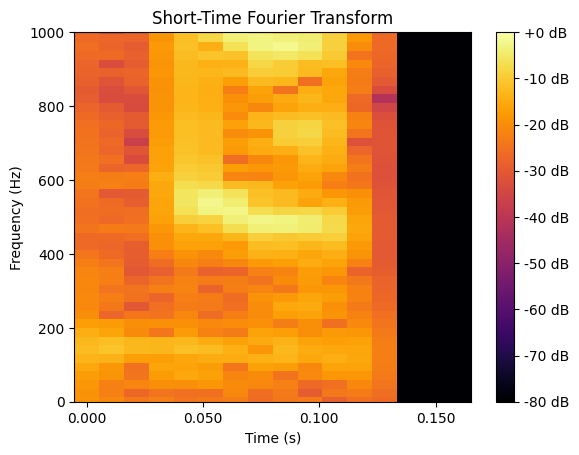 Short-Time Fourier Transform
1000
800
600
400
200
0
Frequency (Hz)
0.000
0.050
0.100
0.150
Time (s)
+0 dB
-10 dB
-20 dB
-30 dB
-40 dB
-50 dB
-60 dB
-70 dB
-80 dB